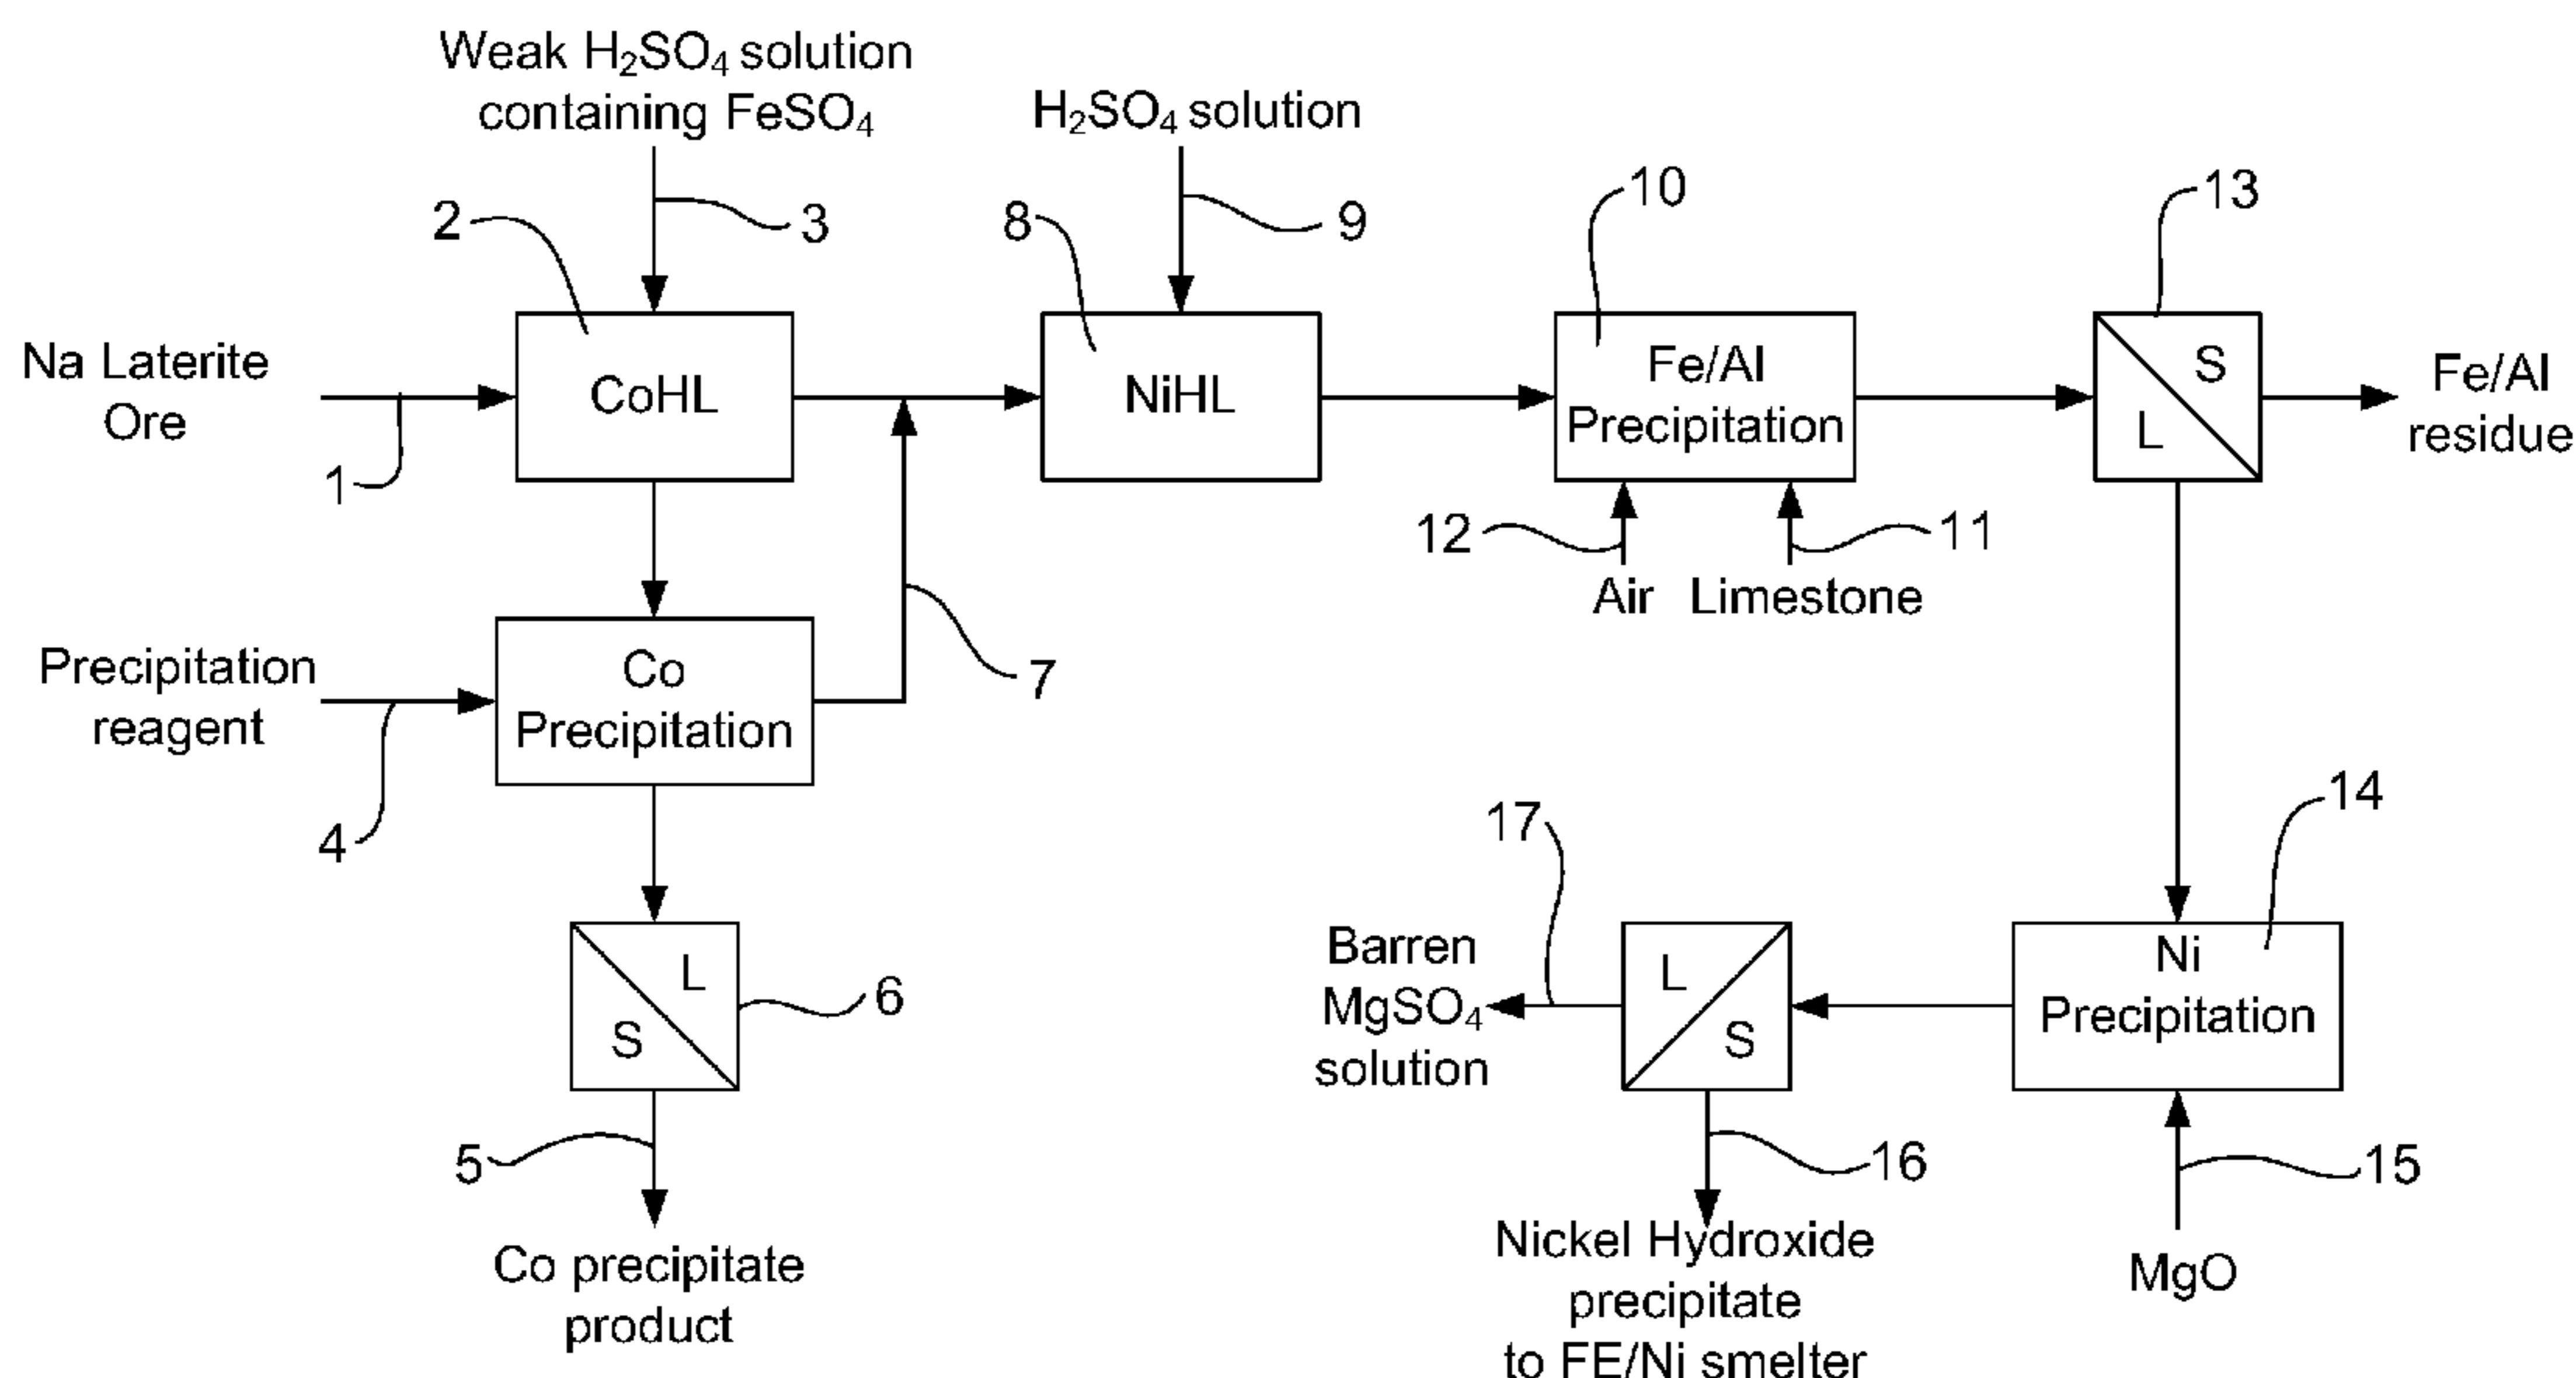 Weak H₂SO₄ solution
containing FeSO₄
H₂SO₄ solution
2
3
8
9
10
13
Na Laterite
Ore
1
CoHL
NiHL
Fe/Al
Precipitation
S
L
Fe/Al
residue
12
11
Air
Limestone
Precipitation
reagent
4
Co
Precipitation
7
17
14
L
S
6
Barren
MgSO₄
solution
L
S
Ni
Precipitation
5
16
15
Co precipitate
product
Nickel Hydroxide
precipitate
to FE/Ni smelter
MgO